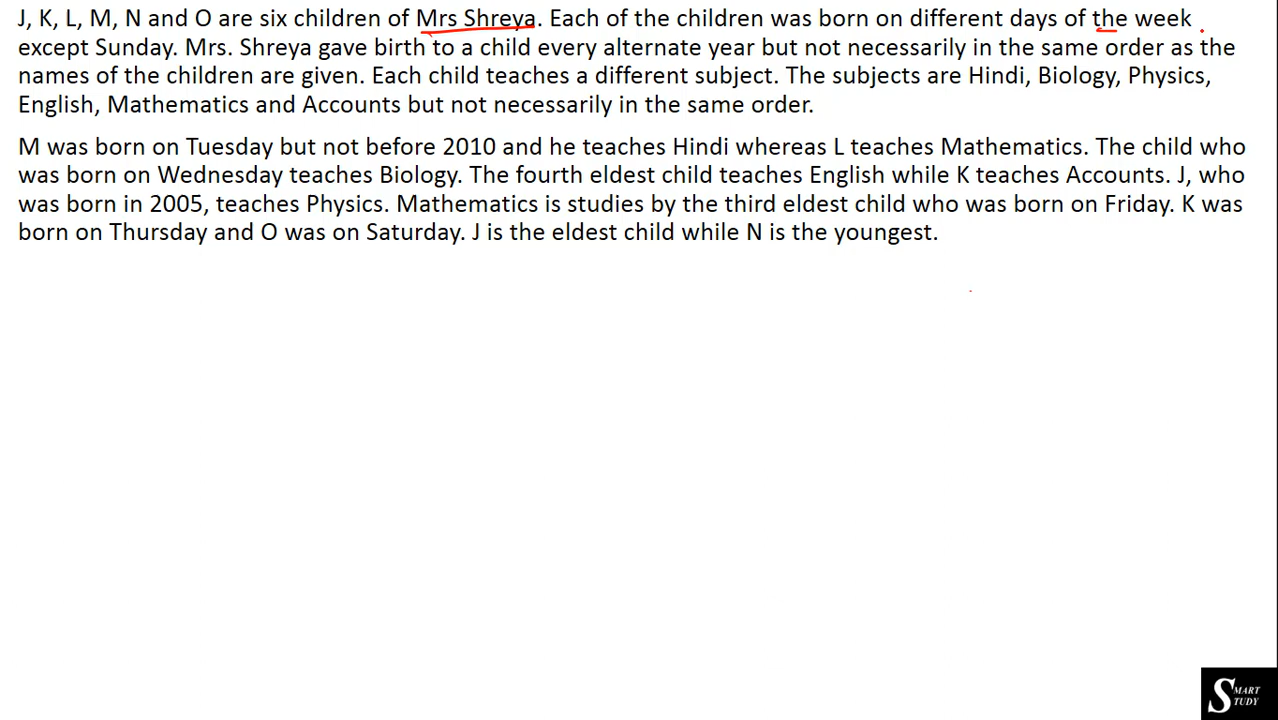 J, K, L, M, N and O are six children of Mrs Shreya. Each of the children was born on different days of the week
except Sunday. Mrs. Shreya gave birth to a child every alternate year but not necessarily in the same order as the
names of the children are given. Each child teaches a different subject. The subjects are Hindi, Biology, Physics,
English, Mathematics and Accounts but not necessarily in the same order.
M was born on Tuesday but not before 2010 and he teaches Hindi whereas L teaches Mathematics. The child who
was born on Wednesday teaches Biology. The fourth eldest child teaches English while K teaches Accounts. J, who
was born in 2005, teaches Physics. Mathematics is studies by the third eldest child who was born on Friday. K was
born on Thursday and O was on Saturday. J is the eldest child while N is the youngest.
SMART
STUDY